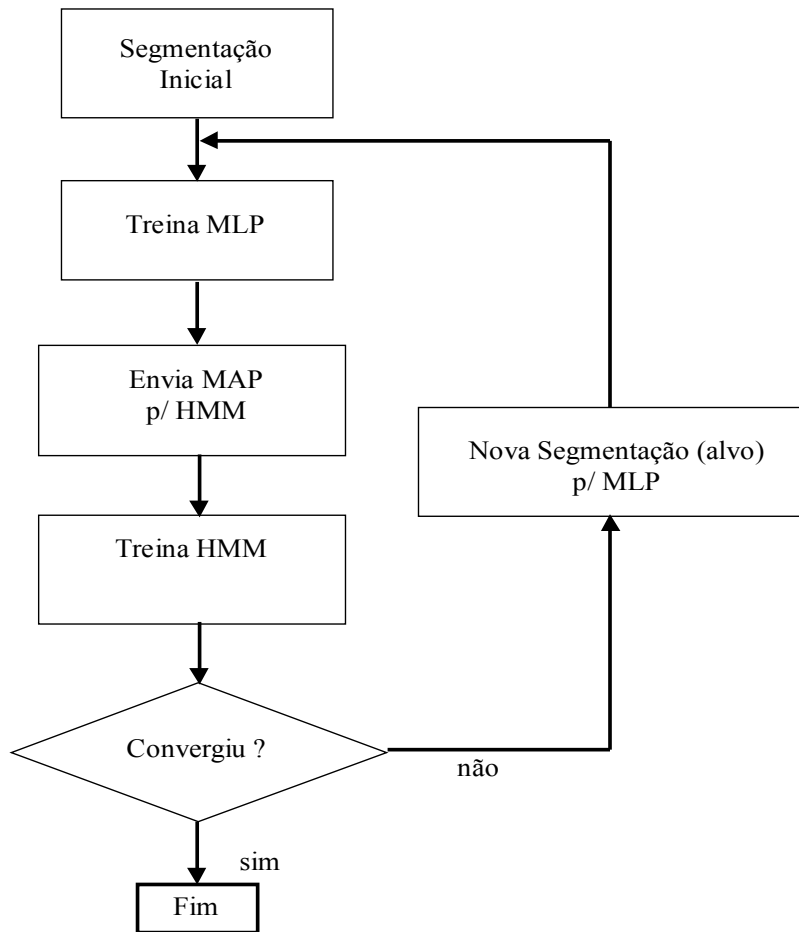 Segmentação
Inicial
Treina MLP
Envia MAP
p/ HMM
Nova Segmentação (alvo)
p/ MLP
Treina HMM
Convergiu ?
não
sim
Fim